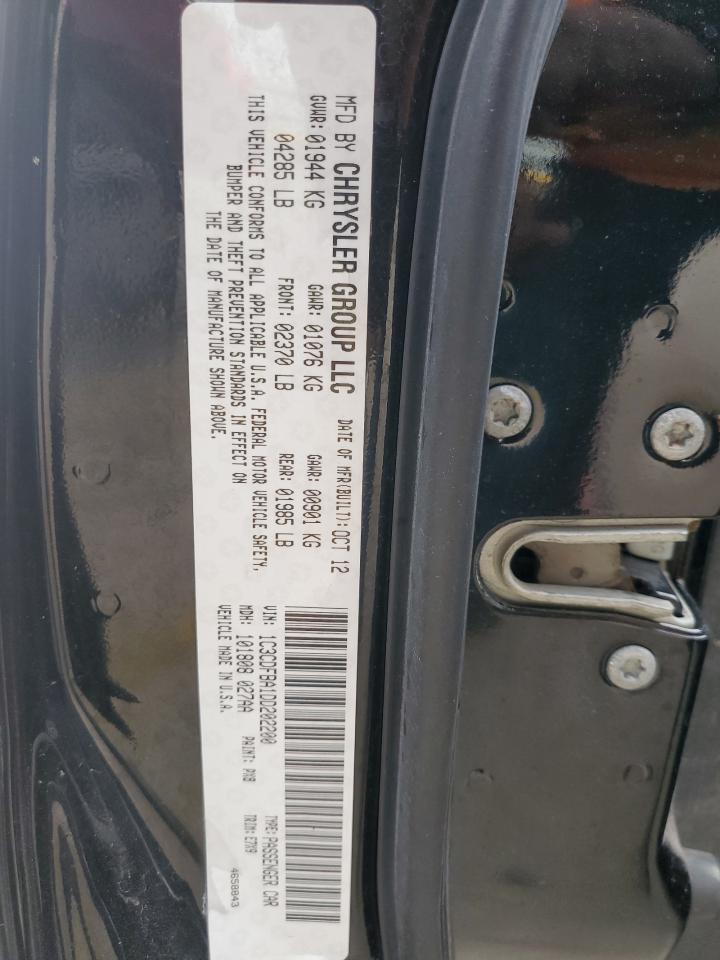 MFD BY CHRYSLER GROUP LLC DATE OF MFR(BUILT): OCT 12
GVWR: 01944 KG GAWR: 01076 KG GAWR: 00901 KG
04285 LB FRONT: 02370 LB REAR: 01985 LB
THIS VEHICLE CONFORMS TO ALL APPLICABLE U.S.A. FEDERAL MOTOR VEHICLE SAFETY,
BUMPER AND THEFT PREVENTION STANDARDS IN EFFECT ON
THE DATE OF MANUFACTURE SHOWN ABOVE.
VIN: 1C3CDFBA1DD202200 TYPE: PASSENGER CAR
MDH: 101808 027AA PAINT: PX8 TRIM: E7X9
VEHICLE MADE IN U.S.A. 4658843